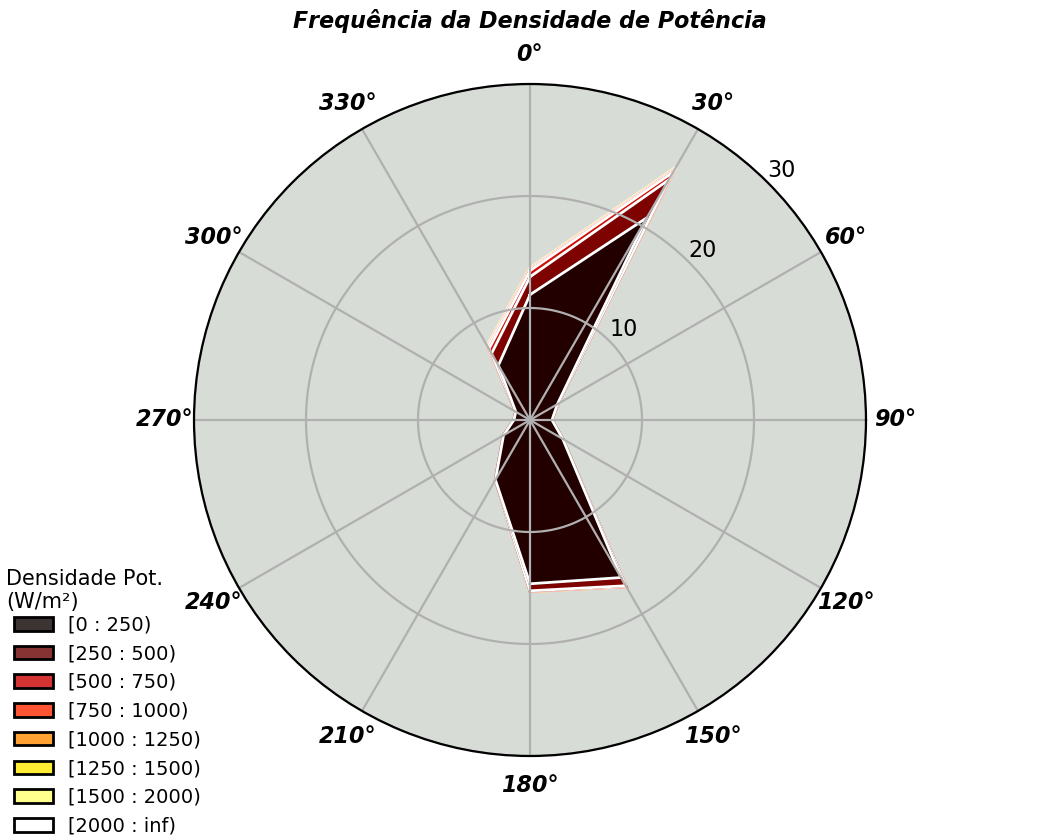 Frequência da Densidade de Potência
0°
330°
30°
30
300°
60°
20
10
270°
90°
Densidade Pot.
(W/m²)
240°
120°
[0 : 250)
[250 : 500)
[500 : 750)
[750 : 1000)
210°
150°
[1000 : 1250)
[1250 : 1500)
180°
[1500 : 2000)
[2000 : inf)